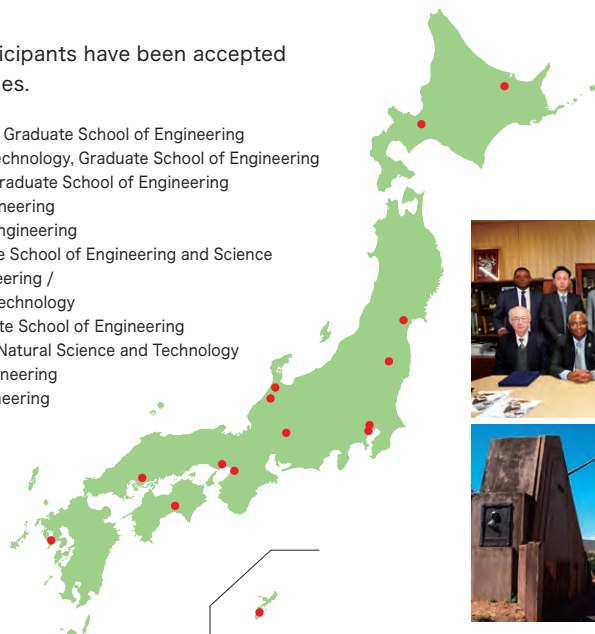 icipants have been accepted
es.
Graduate School of Engineering
echnology, Graduate School of Engineering
raduate School of Engineering
neering
ngineering
e School of Engineering and Science
eering /
echnology
te School of Engineering
Natural Science and Technology
neering
neering